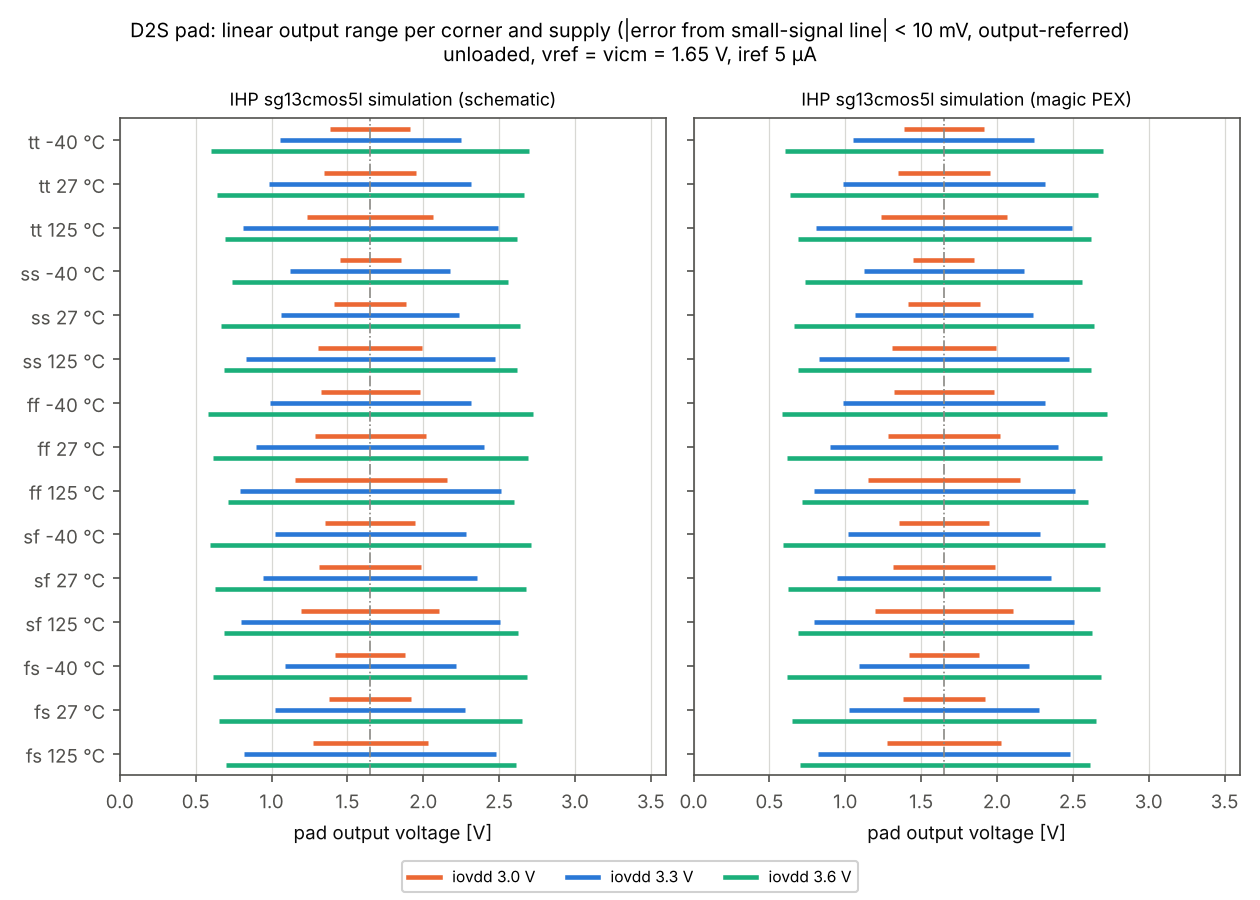 D2S pad: linear output range per corner and supply (|error from small-signal line| < 10 mV, output-referred)
unloaded, vref = vicm = 1.65 V, iref 5 µA
IHP sg13cmos5l simulation (schematic)
IHP sg13cmos5l simulation (magic PEX)
tt -40 °C
tt 27 °C
tt 125 °C
ss -40 °C
ss 27 °C
ss 125 °C
ff -40 °C
ff 27 °C
ff 125 °C
sf -40 °C
sf 27 °C
sf 125 °C
fs -40 °C
fs 27 °C
fs 125 °C
0.0 0.5 1.0 1.5 2.0 2.5 3.0 3.5
0.0 0.5 1.0 1.5 2.0 2.5 3.0 3.5
pad output voltage [V]
pad output voltage [V]
iovdd 3.0 V iovdd 3.3 V iovdd 3.6 V